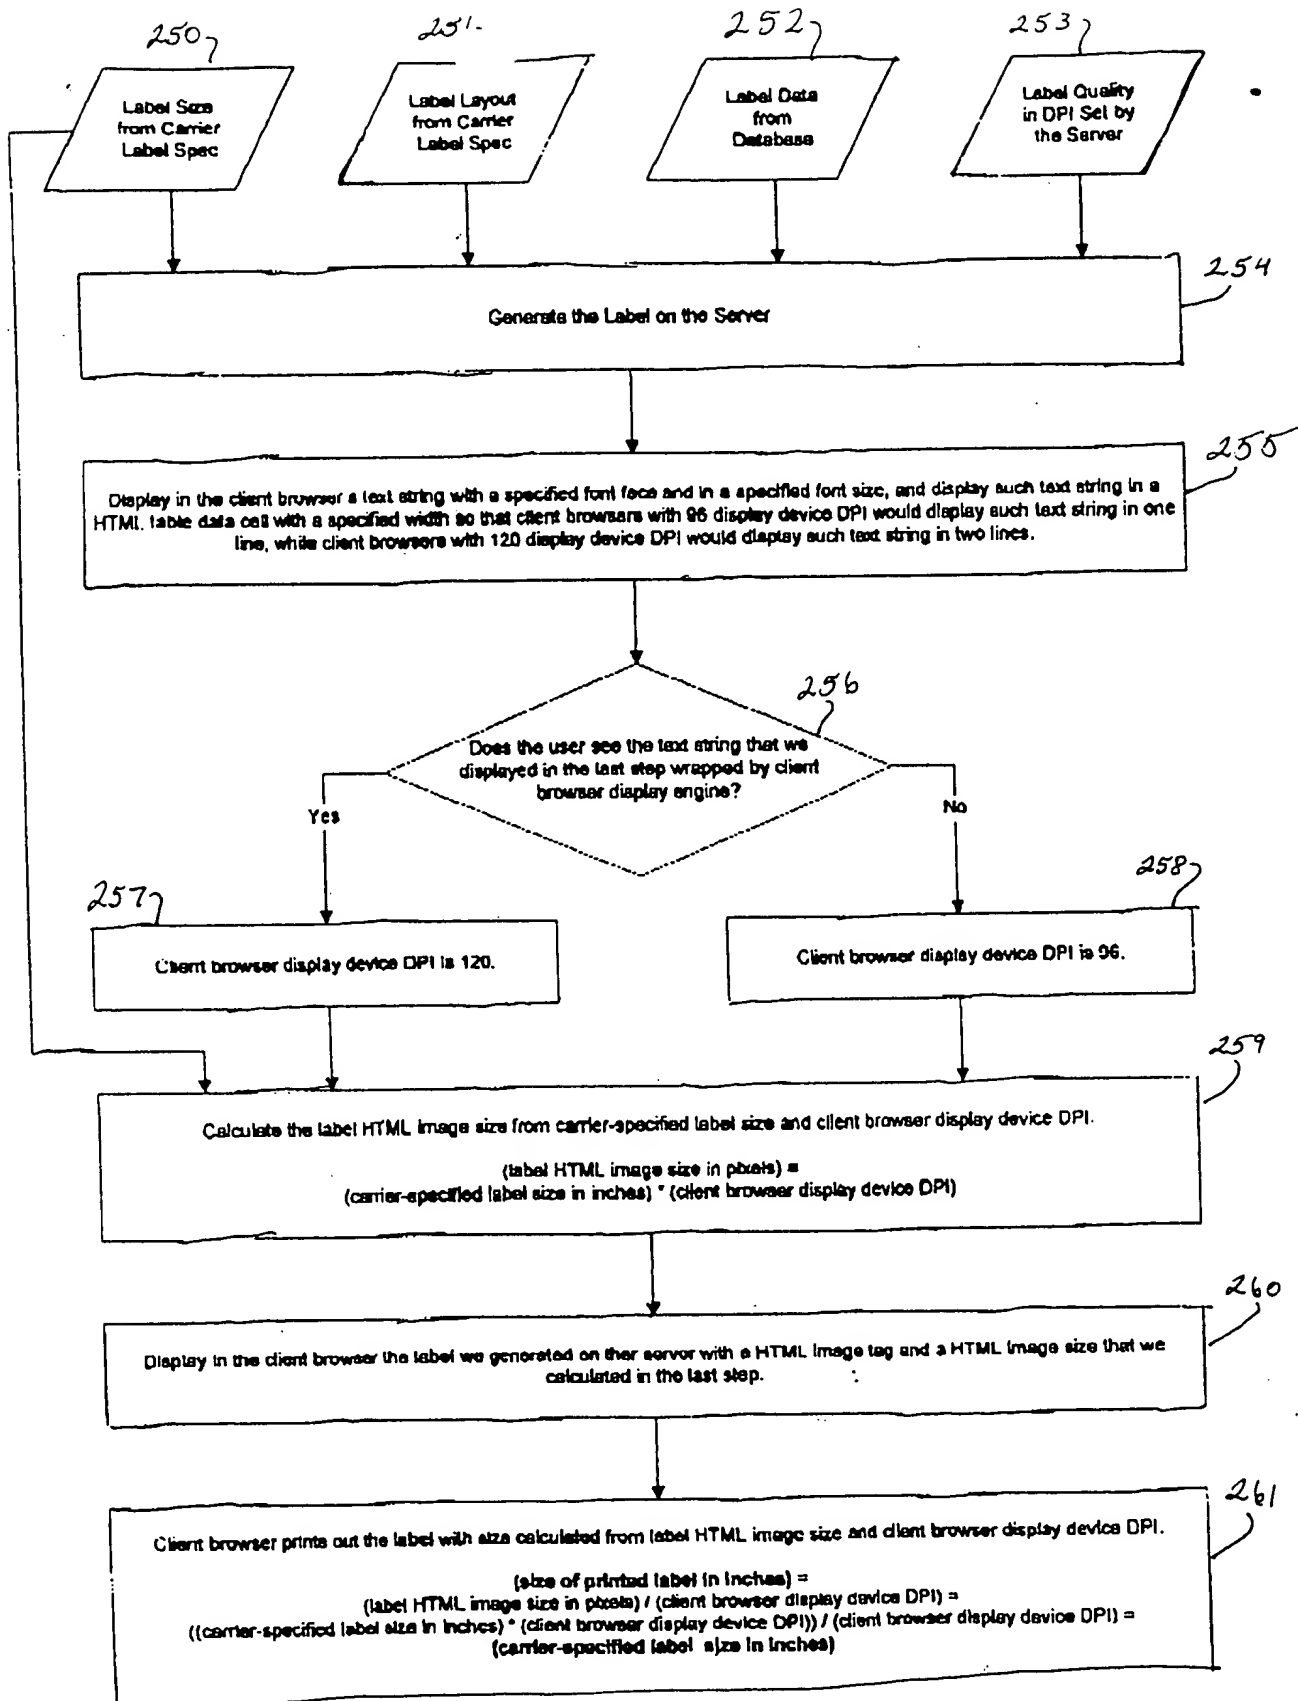 250
251
252
253
Label Size
from Carrier
Label Spec
Label Layout
from Carrier
Label Spec
Label Data
from
Database
Label Quality
in DPI Set by
the Server
254
Generate the Label on the Server
255
Display in the client browser a text string with a specified font face and in a specified font size, and display such text string in a
HTML table data cell with a specified width so that client browsers with 96 display device DPI would display such text string in one
line, while client browsers with 120 display device DPI would display such text string in two lines.
256
Does the user see the text string that we
displayed in the last step wrapped by client
browser display engine?
Yes
No
257
258
Client browser display device DPI is 120.
Client browser display device DPI is 96.
259
Calculate the label HTML image size from carrier-specified label size and client browser display device DPI.
(label HTML image size in pixels) =
(carrier-specified label size in inches) * (client browser display device DPI)
260
Display in the client browser the label we generated on ther server with a HTML image tag and a HTML image size that we
calculated in the last step.
261
Client browser prints out the label with size calculated from label HTML image size and client browser display device DPI.
(size of printed label in inches) =
(label HTML image size in pixels) / (client browser display device DPI) =
((carrier-specified label size in inches) * (client browser display device DPI)) / (client browser display device DPI) =
(carrier-specified label size in inches)